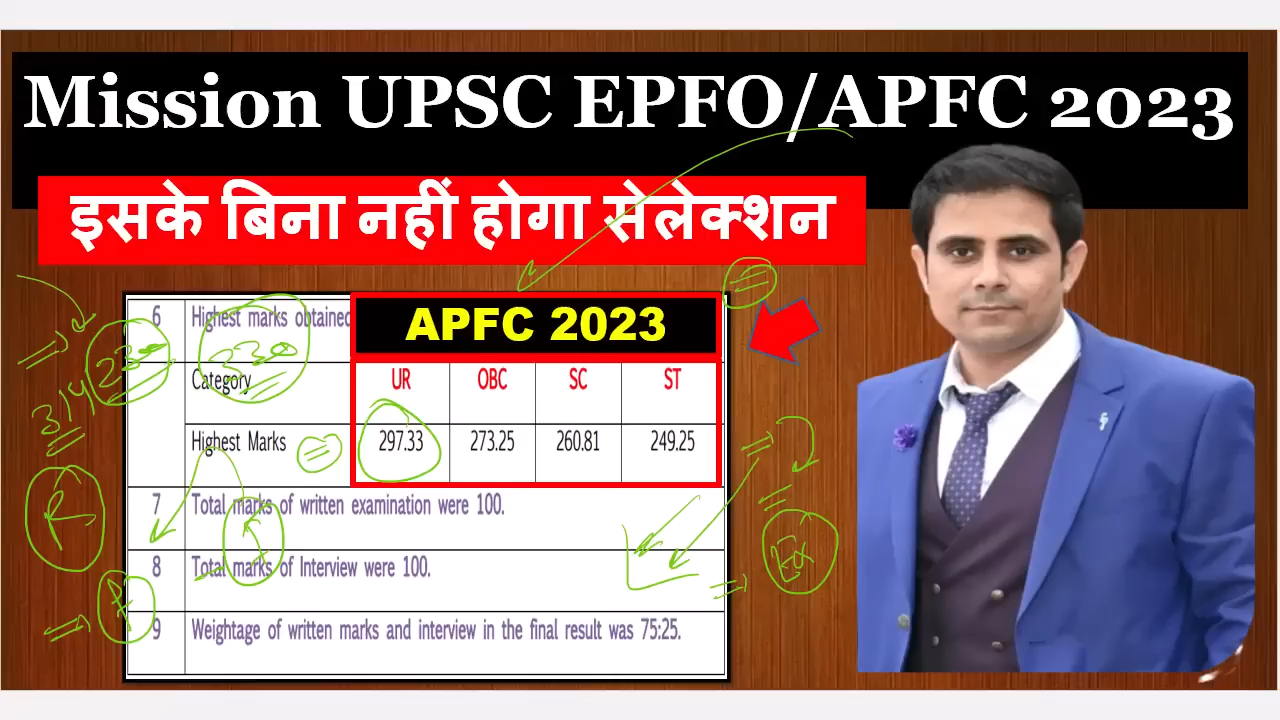 Mission UPSC EPFO/APFC 2023
इसके बिना नहीं होगा सेलेक्शन
6 Highest marks obtained APFC 2023
230 230
Category UR OBC SC ST
314
Highest Marks 297.33 273.25 260.81 249.25
7 Total marks of written examination were 100.
8 Total marks of Interview were 100.
9 Weightage of written marks and interview in the final result was 75:25.